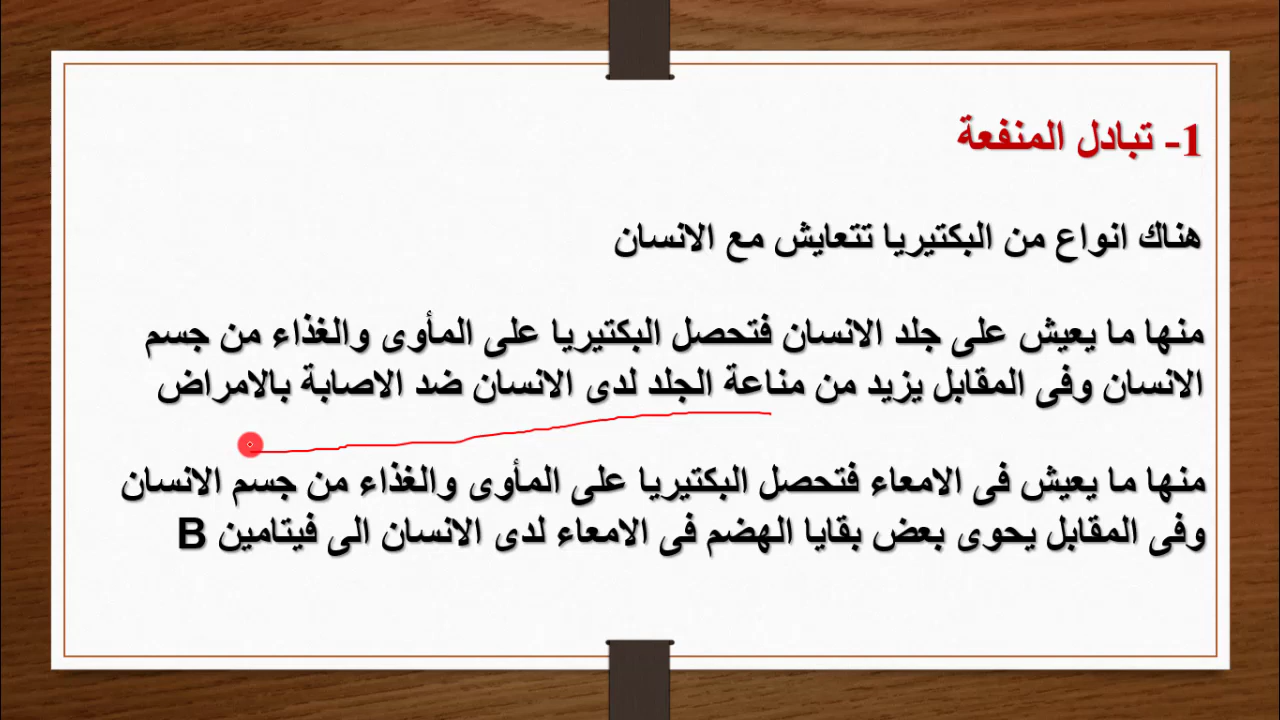 1- تبادل المنفعة
هناك انواع من البكتيريا تتعايش مع الانسان
منها ما يعيش على جلد الانسان فتحصل البكتيريا على المأوى والغذاء من جسم
الانسان وفى المقابل يزيد من مناعة الجلد لدى الانسان ضد الاصابة بالامراض
منها ما يعيش فى الامعاء فتحصل البكتيريا على المأوى والغذاء من جسم الانسان
وفى المقابل يحوى بعض بقايا الهضم فى الامعاء لدى الانسان الى فيتامين B